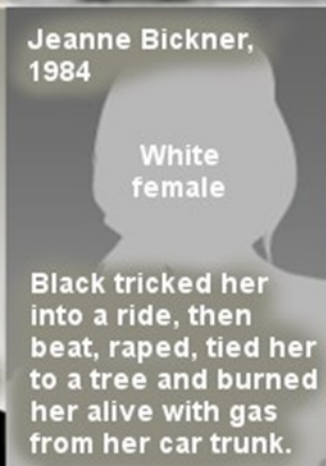 Jeanne Bickner,
1984
White
female
Black tricked her
into a ride, then
beat, raped, tied her
to a tree and burned
her alive with gas
from her car trunk.